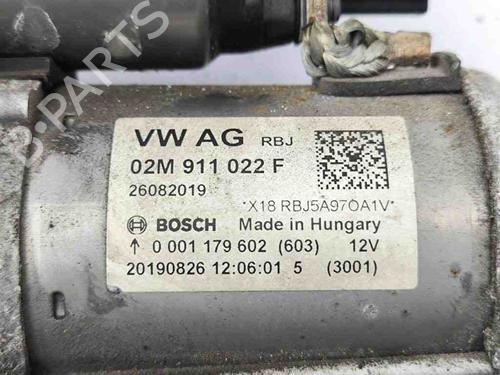 B-PARTS
VW AG RBJ
02M 911 022 F
26082019
*X18 RBJ5A97OA1V*
BOSCH Made in Hungary
↑ 0 001 179 602 (603) 12V
20190826 12:06:01 5 (3001)